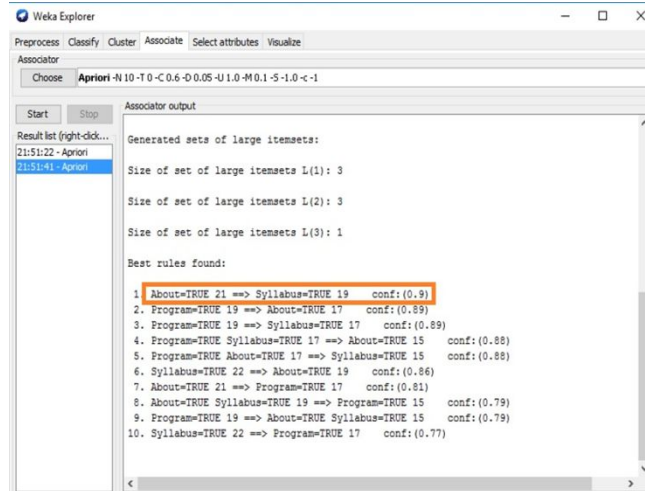 Weka Explorer
Preprocess Classify Cluster Associate Select attributes Visualize
Associator
Choose Apriori -N 10 -T 0 -C 0.6 -D 0.05 -U 1.0 -M 0.1 -S -1.0 -c -1
Start Stop
Result list (right-click...
21:51:22 - Apriori
21:51:41 - Apriori
Associator output
Generated sets of large itemsets:
Size of set of large itemsets L(1): 3
Size of set of large itemsets L(2): 3
Size of set of large itemsets L(3): 1
Best rules found:
1. About=TRUE 21 ==> Syllabus=TRUE 19 conf:(0.9)
2. Program=TRUE 19 ==> About=TRUE 17 conf:(0.89)
3. Program=TRUE 19 ==> Syllabus=TRUE 17 conf:(0.89)
4. Program=TRUE Syllabus=TRUE 17 ==> About=TRUE 15 conf:(0.88)
5. Program=TRUE About=TRUE 17 ==> Syllabus=TRUE 15 conf:(0.88)
6. Syllabus=TRUE 22 ==> About=TRUE 19 conf:(0.86)
7. About=TRUE 21 ==> Program=TRUE 17 conf:(0.81)
8. About=TRUE Syllabus=TRUE 19 ==> Program=TRUE 15 conf:(0.79)
9. Program=TRUE 19 ==> About=TRUE Syllabus=TRUE 15 conf:(0.79)
10. Syllabus=TRUE 22 ==> Program=TRUE 17 conf:(0.77)